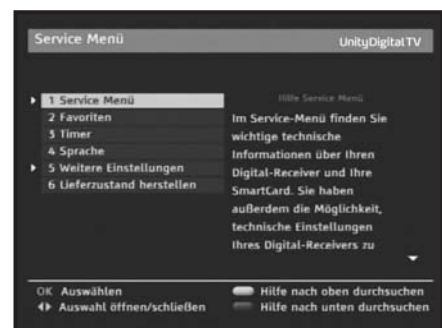 Service Menü
UnityDigitalTV
1 Service Menü
2 Favoriten
3 Timer
4 Sprache
5 Weitere Einstellungen
6 Lieferzustand herstellen
Hilfe Service Menü
Im Service-Menü finden Sie
wichtige technische
Informationen über Ihren
Digital-Receiver und Ihre
SmartCard. Sie haben
außerdem die Möglichkeit,
technische Einstellungen
Ihres Digital-Receivers zu
OK Auswählen
Auswahl öffnen/schließen
Hilfe nach oben durchsuchen
Hilfe nach unten durchsuchen